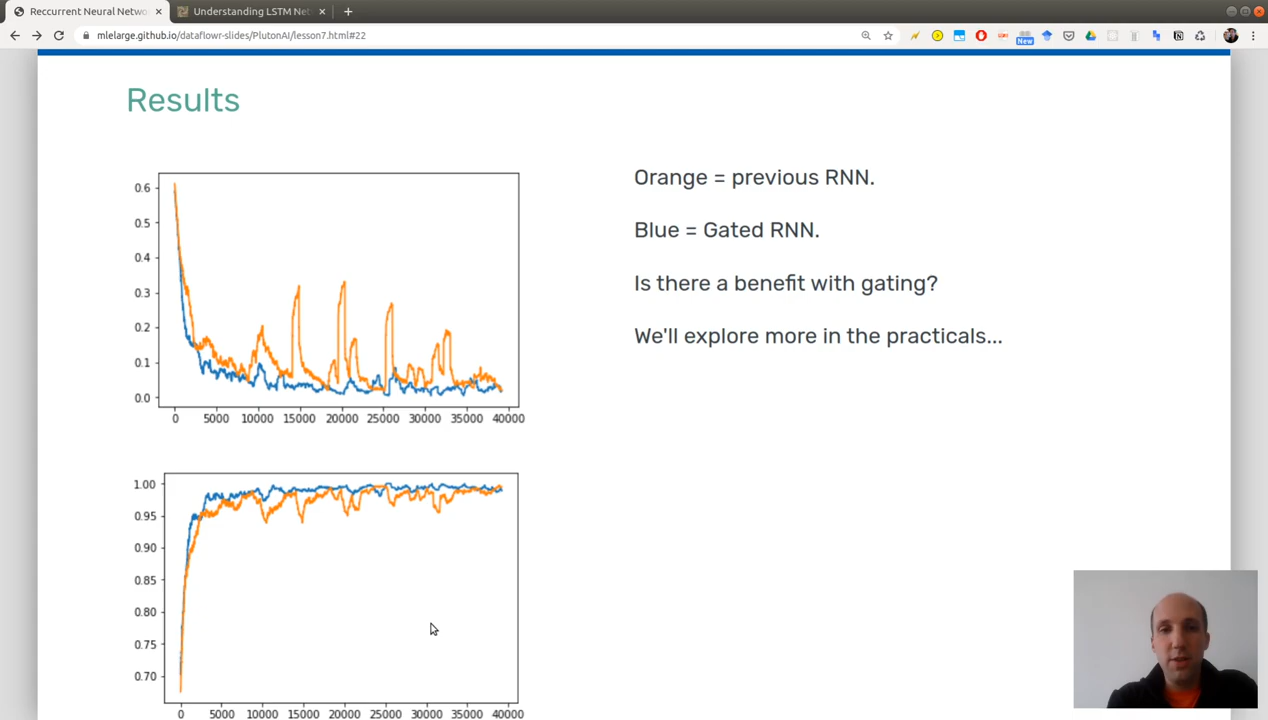 Reccurrent Neural Netwo
Understanding LSTM Net
mlelarge.github.io/dataflowr-slides/PlutonAI/lesson7.html#22
New
Results
Orange = previous RNN.
Blue = Gated RNN.
Is there a benefit with gating?
We'll explore more in the practicals...
0.6
0.5
0.4
0.3
0.2
0.1
0.0
0 5000 10000 15000 20000 25000 30000 35000 40000
1.00
0.95
0.90
0.85
0.80
0.75
0.70
0 5000 10000 15000 20000 25000 30000 35000 40000